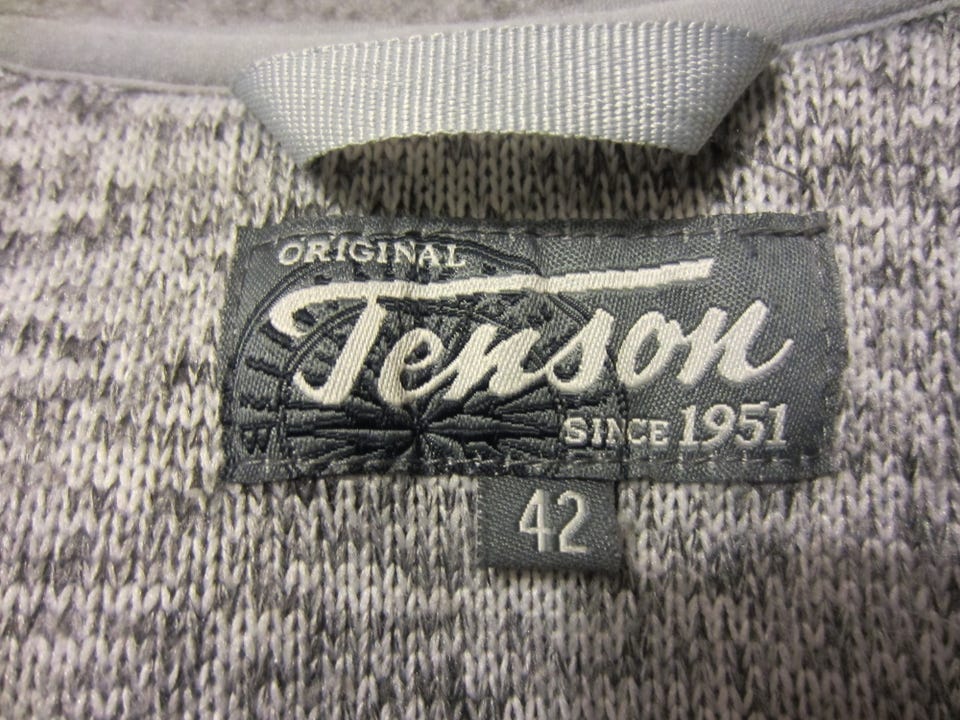 ORIGINAL
Tenson
SINCE 1951
W
42